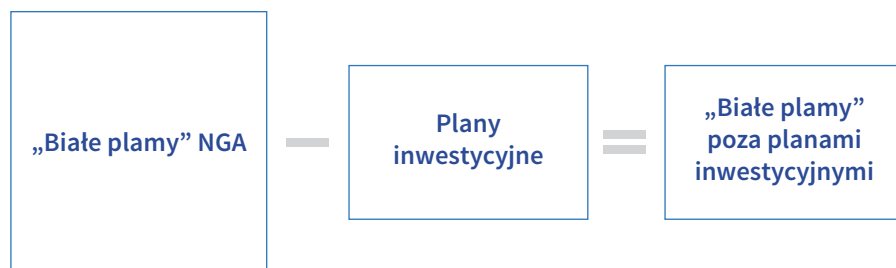 „Białe plamy” NGA
Plany
inwestycyjne
„Białe plamy”
poza planami
inwestycyjnymi